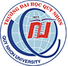 TRƯỜNG ĐẠI HỌC QUY NHƠN
QUY NHON UNIVERSITY